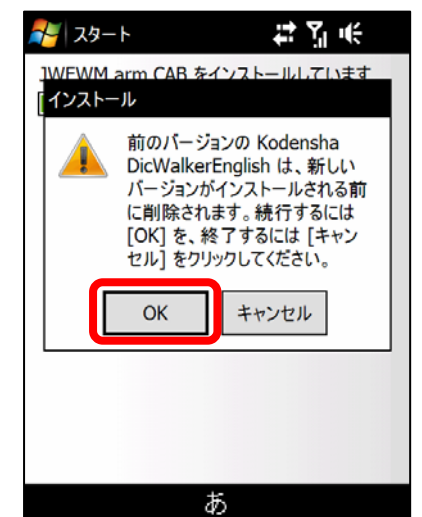 スタート
JWFWM arm CAB をインストールしています
インストール
前のバージョンの Kodensha
DicWalkerEnglish は、新しい
バージョンがインストールされる前
に削除されます。続行するには
[OK] を、終了するには [キャン
セル] をクリックしてください。
OK
キャンセル
あ